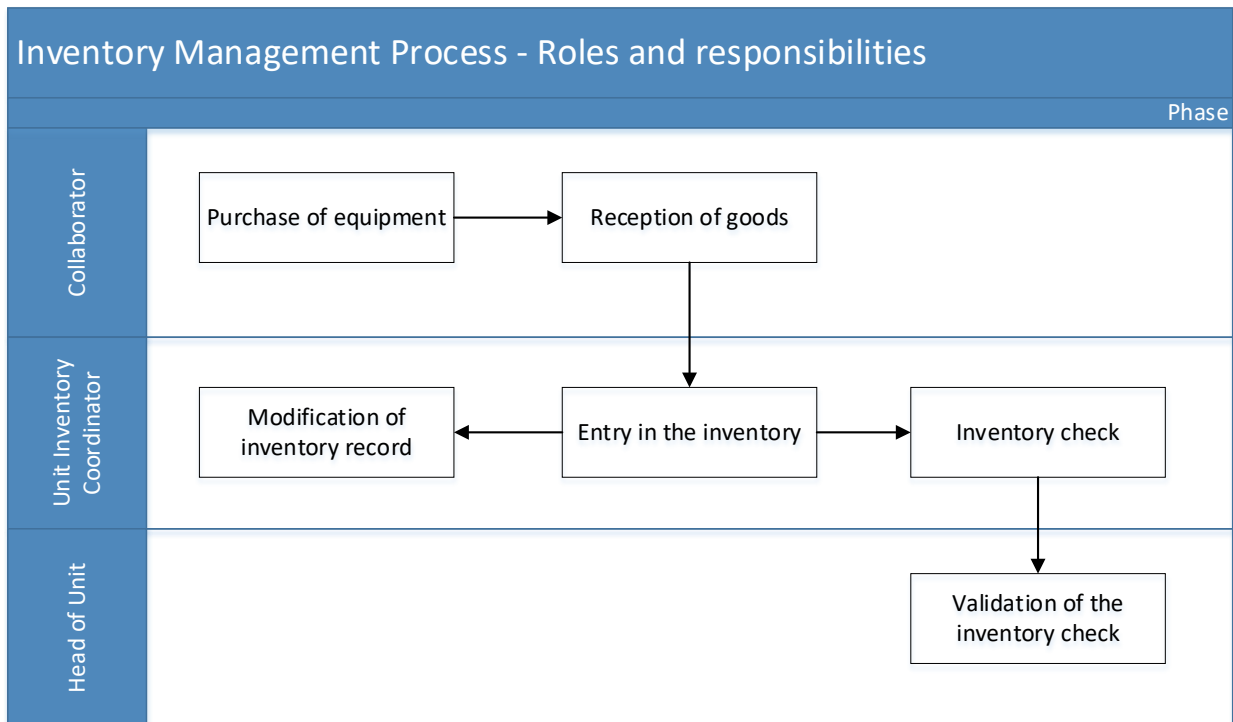 Inventory Management Process - Roles and responsibilities
Phase
Collaborator
Purchase of equipment
Reception of goods
Unit Inventory
Coordinator
Modification of
inventory record
Entry in the inventory
Inventory check
Head of Unit
Validation of the
inventory check